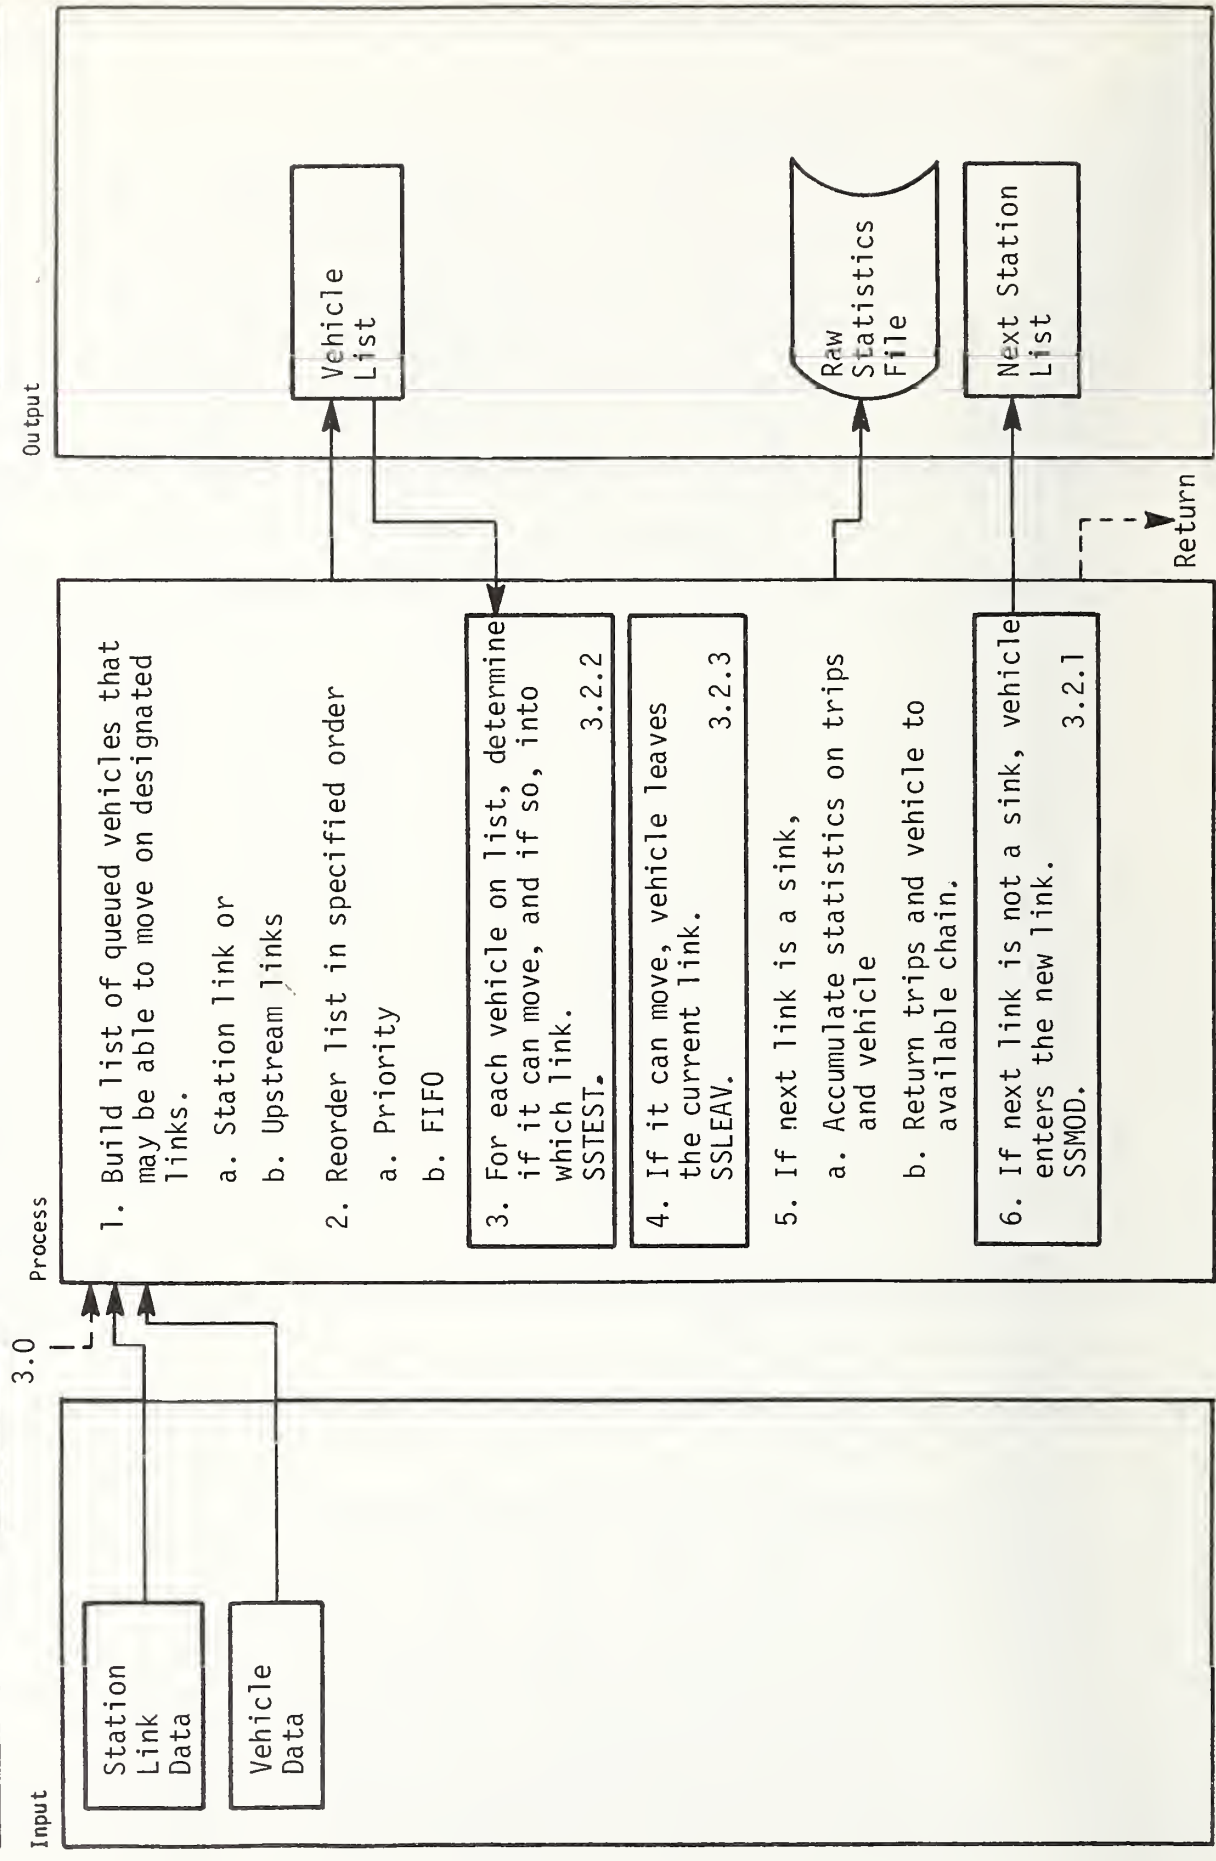 Input
Station
Link
Data
Vehicle
Data
3.0
Process
1. Build list of queued vehicles that
may be able to move on designated
links.
a. Station link or
b. Upstream links
2. Reorder list in specified order
a. Priority
b. FIFO
3. For each vehicle on list, determine
if it can move, and if so, into
which link.
SSTEST. 3.2.2
4. If it can move, vehicle leaves
the current link.
SSLEAV. 3.2.3
5. If next link is a sink,
a. Accumulate statistics on trips
and vehicle
b. Return trips and vehicle to
available chain.
6. If next link is not a sink, vehicle
enters the new link.
SSMOD. 3.2.1
Return
Output
Vehicle
List
Raw
Statistics
File
Next Station
List